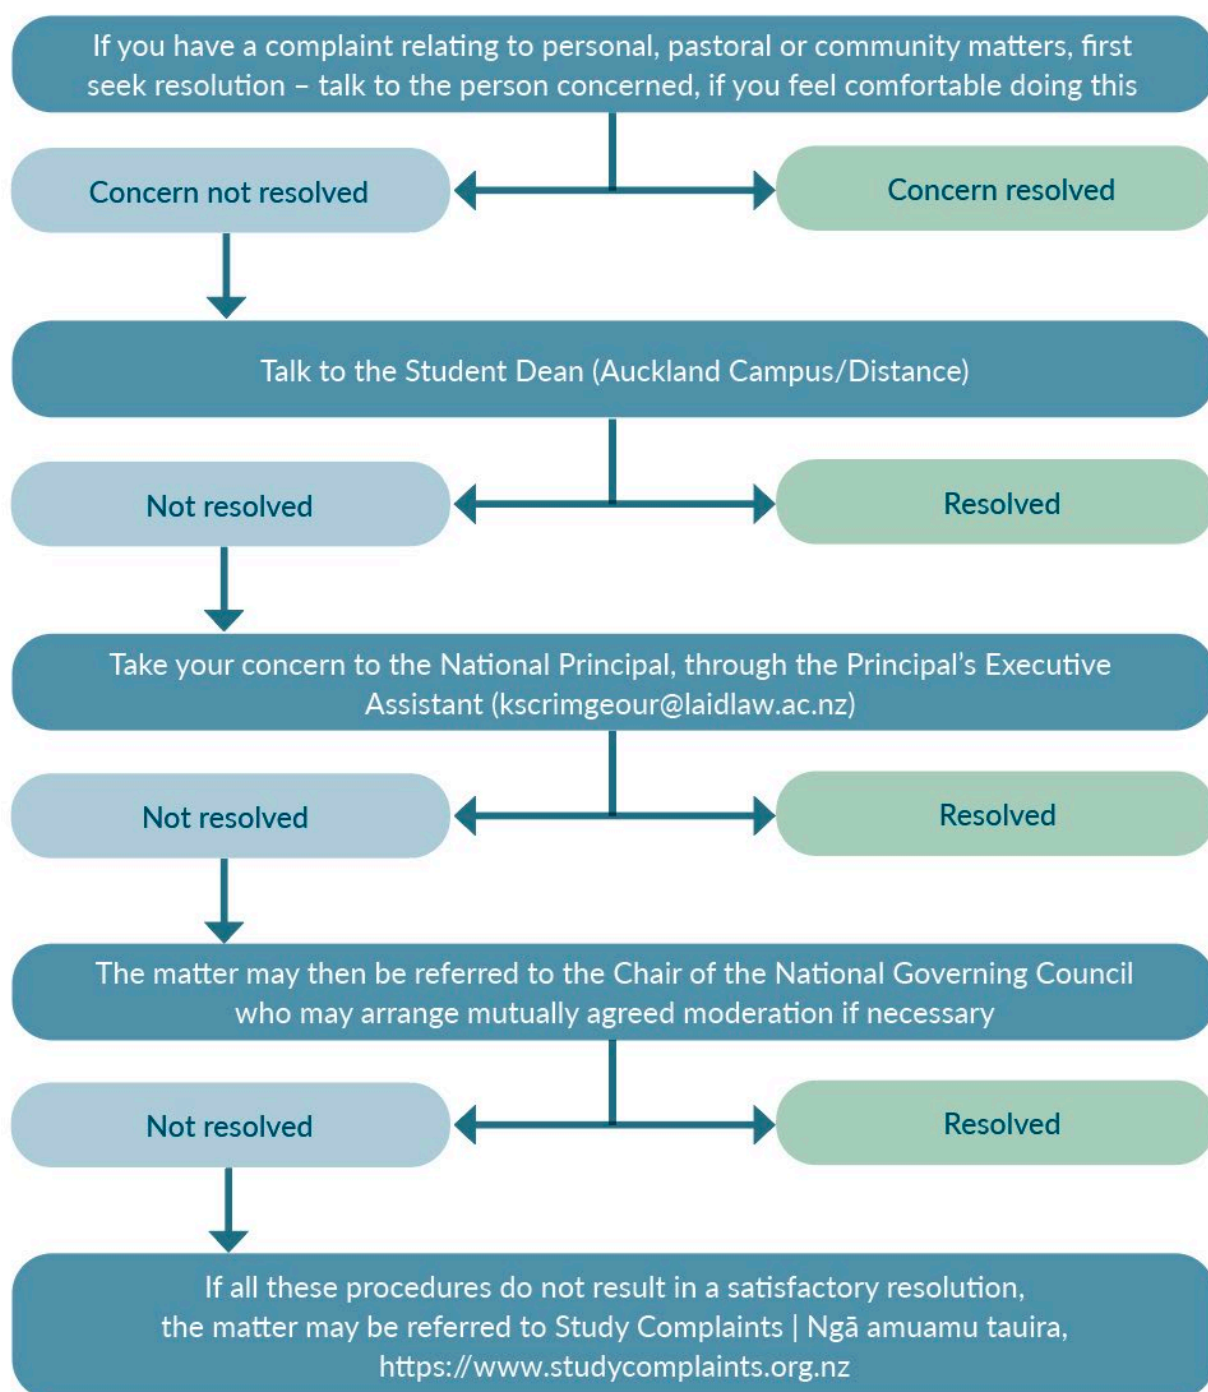 If you have a complaint relating to personal, pastoral or community matters, first
seek resolution – talk to the person concerned, if you feel comfortable doing this
Concern not resolved
Concern resolved
Talk to the Student Dean (Auckland Campus/Distance)
Not resolved
Resolved
Take your concern to the National Principal, through the Principal’s Executive
Assistant (kscrimgeour@laidlaw.ac.nz)
Not resolved
Resolved
The matter may then be referred to the Chair of the National Governing Council
who may arrange mutually agreed moderation if necessary
Not resolved
Resolved
If all these procedures do not result in a satisfactory resolution,
the matter may be referred to Study Complaints | Ngā amuamu tauira,
https://www.studycomplaints.org.nz